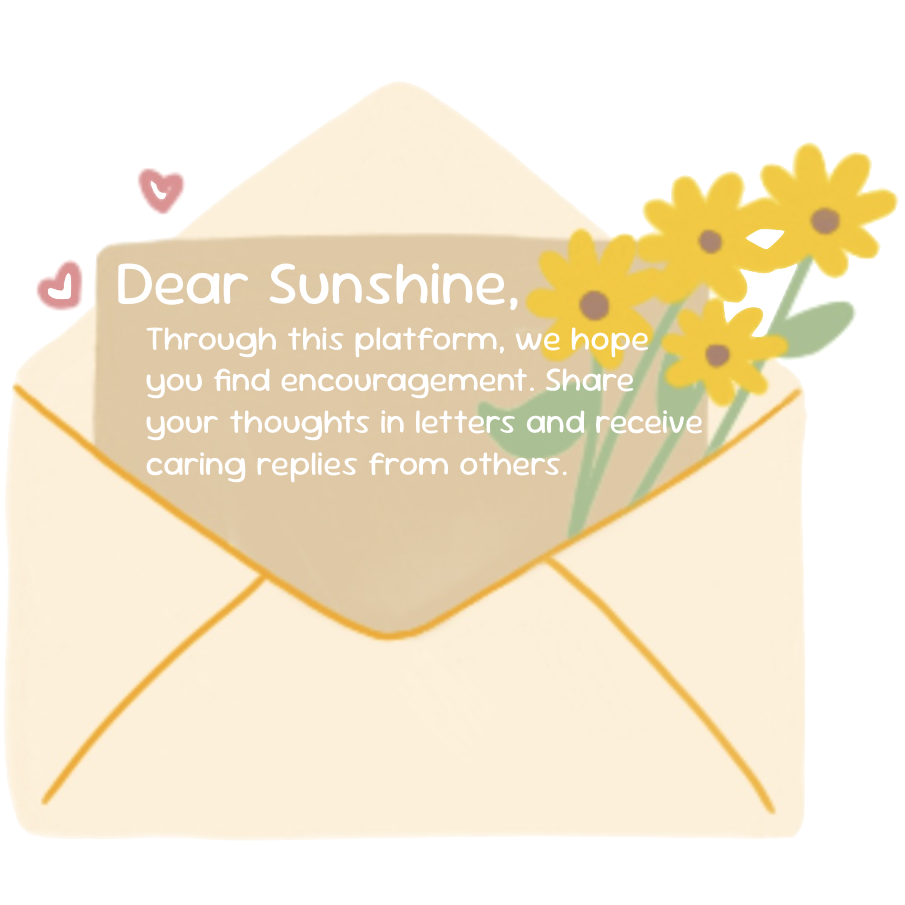 Dear Sunshine,
Through this platform, we hope
you find encouragement. Share
your thoughts in letters and receive
caring replies from others.